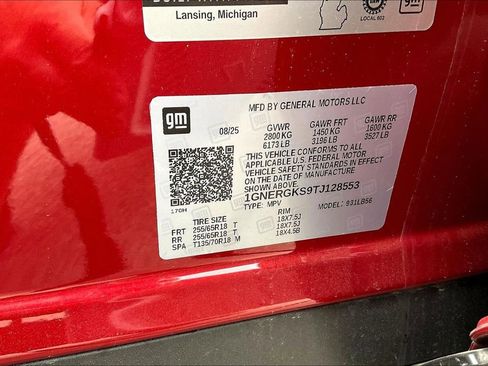 Lansing, Michigan
LOCAL 602
gm
MFD BY GENERAL MOTORS LLC
gm
08/25 GVWR GAWR FRT GAWR RR
2800 KG 1450 KG 1600 KG
6173 LB 3196 LB 3527 LB
THIS VEHICLE CONFORMS TO ALL
APPLICABLE U.S. FEDERAL MOTOR
VEHICLE SAFETY STANDARDS IN EFFECT
ON THE DATE OF MANUFACTURE
SHOWN ABOVE.
1GNERGKS9TJ128553
TYPE: MPV MODEL: 931LB56
TIRE SIZE RIM
FRT 255/65R18 T 18X7.5J
RR 255/65R18 T 18X7.5J
SPA T135/70R18 M 18X4.5B